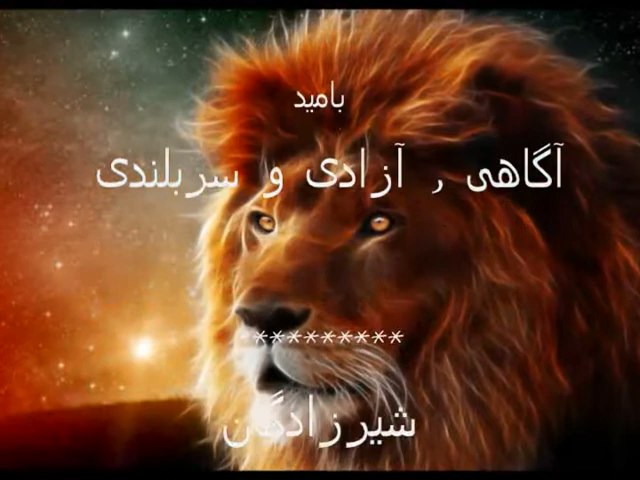 بامید
آگاهی , آزادی و سربلندی
*********
شیرزادگان